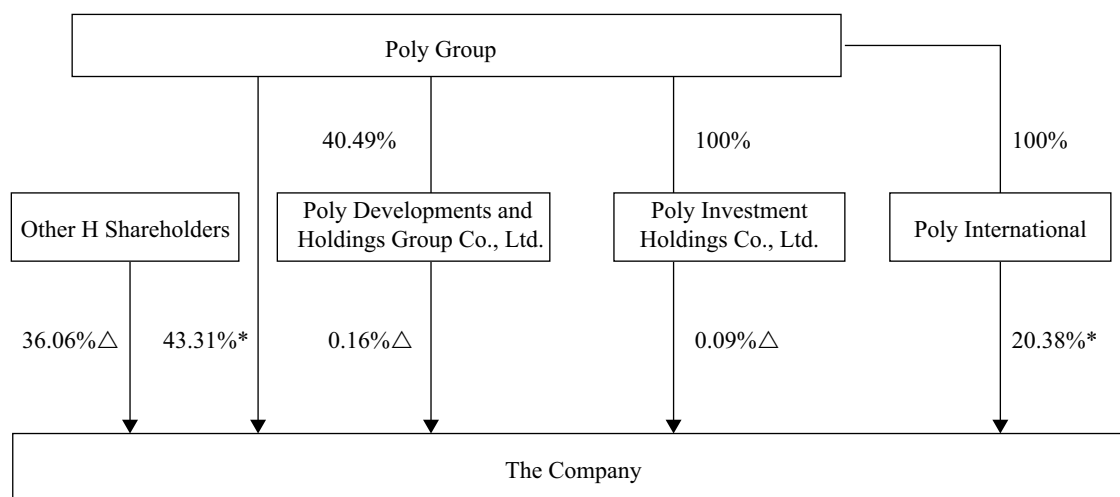 Poly Group
40.49%
100%
100%
Other H Shareholders
Poly Developments and
Holdings Group Co., Ltd.
Poly Investment
Holdings Co., Ltd.
Poly International
36.06%△
43.31%*
0.16%△
0.09%△
20.38%*
The Company